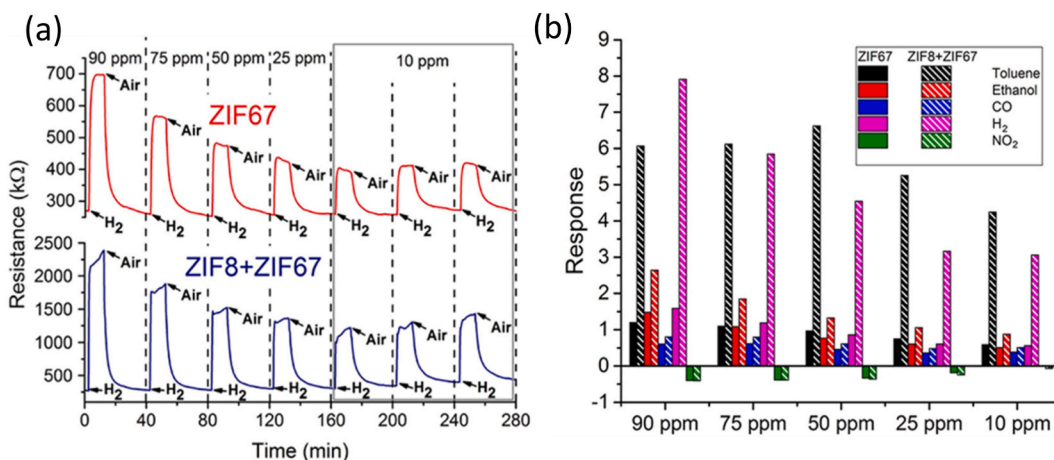 (a)
90 ppm 75 ppm 50 ppm 25 ppm 10 ppm
700
600
500
400
300
Air
ZIF67
Air
Air
Air
Air
Air
Air
H2
H2
H2
H2
H2
H2
H2
Resistance (kΩ)
2500
2000
1500
1000
500
Air
ZIF8+ZIF67
Air
Air
Air
Air
Air
Air
H2
H2
H2
H2
H2
H2
H2
0 40 80 120 160 200 240 280
Time (min)
(b)
9
8
7
6
5
4
3
2
1
0
-1
Response
ZIF67 ZIF8+ZIF67
Toluene
Ethanol
CO
H2
NO2
90 ppm 75 ppm 50 ppm 25 ppm 10 ppm